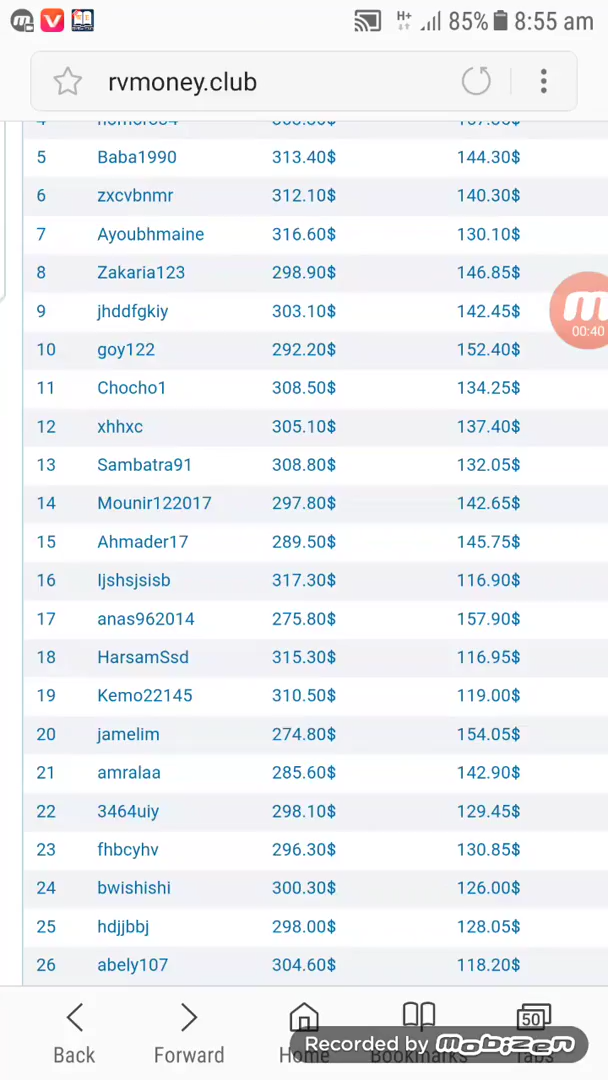 H+ 85% 8:55 am
rvmoney.club
5 Baba1990 313.40$ 144.30$
6 zxcvbnmr 312.10$ 140.30$
7 Ayoubhmaine 316.60$ 130.10$
8 Zakaria123 298.90$ 146.85$
9 jhddfgkiy 303.10$ 142.45$
00:40
10 goy122 292.20$ 152.40$
11 Chocho1 308.50$ 134.25$
12 xhhxc 305.10$ 137.40$
13 Sambatra91 308.80$ 132.05$
14 Mounir122017 297.80$ 142.65$
15 Ahmader17 289.50$ 145.75$
16 Ijshsjsisb 317.30$ 116.90$
17 anas962014 275.80$ 157.90$
18 HarsamSsd 315.30$ 116.95$
19 Kemo22145 310.50$ 119.00$
20 jamelim 274.80$ 154.05$
21 amralaa 285.60$ 142.90$
22 3464uiy 298.10$ 129.45$
23 fhbcyhv 296.30$ 130.85$
24 bwishishi 300.30$ 126.00$
25 hdjjbbj 298.00$ 128.05$
26 abely107 304.60$ 118.20$
50
Recorded by mobizen
Back Forward Home Bookmarks Tabs